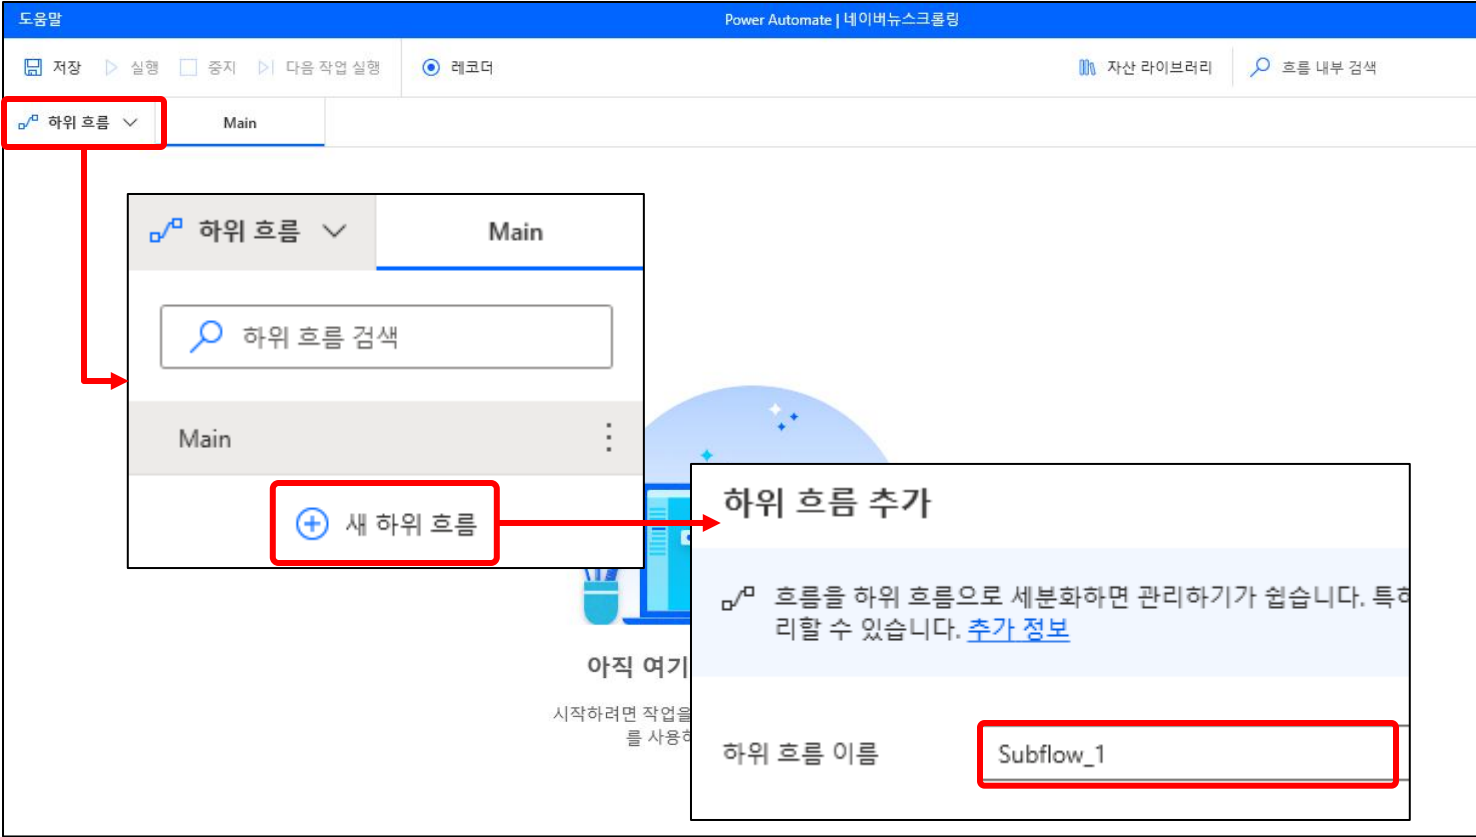 도움말
Power Automate | 네이버뉴스크롤링
저장 실행 중지 다음 작업 실행 레코더 자산 라이브러리 흐름 내부 검색
하위 흐름 Main
하위 흐름 Main
하위 흐름 검색
Main
새 하위 흐름
하위 흐름 추가
흐름을 하위 흐름으로 세분화하면 관리하기가 쉽습니다. 특히
리할 수 있습니다. 추가 정보
하위 흐름 이름 Subflow_1
아직 여기
시작하려면 작업을
를 사용